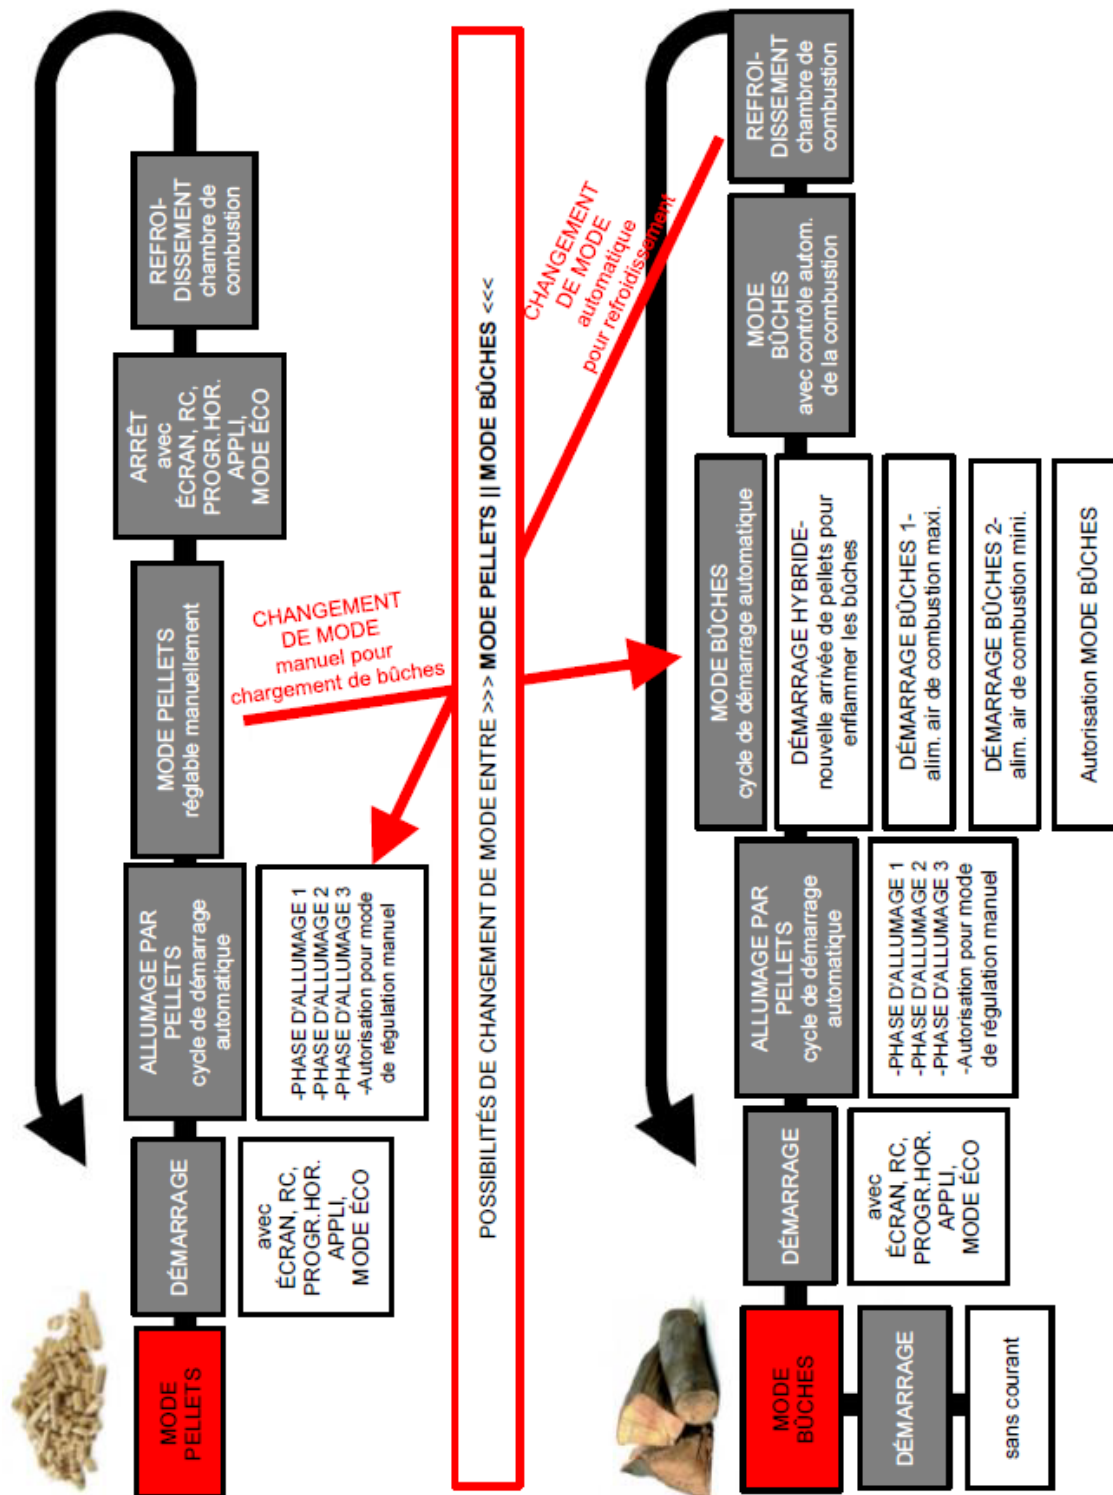 MODE
PELLETS
DÉMARRAGE
avec
ÉCRAN, RC,
PROGR.HOR.
APPLI,
MODE ÉCO
ALLUMAGE PAR
PELLETS
cycle de démarrage
automatique
-PHASE D'ALLUMAGE 1
-PHASE D'ALLUMAGE 2
-PHASE D'ALLUMAGE 3
-Autorisation pour mode
de régulation manuel
MODE PELLETS
réglable manuellement
ARRÊT
avec
ÉCRAN, RC,
PROGR.HOR.
APPLI,
MODE ÉCO
REFROI-
DISSEMENT
chambre de
combustion
CHANGEMENT
DE MODE
manuel pour
chargement de bûches
POSSIBILITÉS DE CHANGEMENT DE MODE ENTRE >>> MODE PELLETS || MODE BÛCHES <<<
CHANGEMENT
DE MODE
automatique
pour refroidissement
MODE
BÛCHES
DÉMARRAGE
sans courant
DÉMARRAGE
avec
ÉCRAN, RC,
PROGR.HOR.
APPLI,
MODE ÉCO
ALLUMAGE PAR
PELLETS
cycle de démarrage
automatique
-PHASE D'ALLUMAGE 1
-PHASE D'ALLUMAGE 2
-PHASE D'ALLUMAGE 3
-Autorisation pour mode
de régulation manuel
MODE BÛCHES
cycle de démarrage automatique
DÉMARRAGE HYBRIDE-
nouvelle arrivée de pellets pour
enflammer les bûches
DÉMARRAGE BÛCHES 1-
alim. air de combustion maxi.
DÉMARRAGE BÛCHES 2-
alim. air de combustion mini.
Autorisation MODE BÛCHES
MODE
BÛCHES
avec contrôle autom.
de la combustion
REFROI-
DISSEMENT
chambre de
combustion